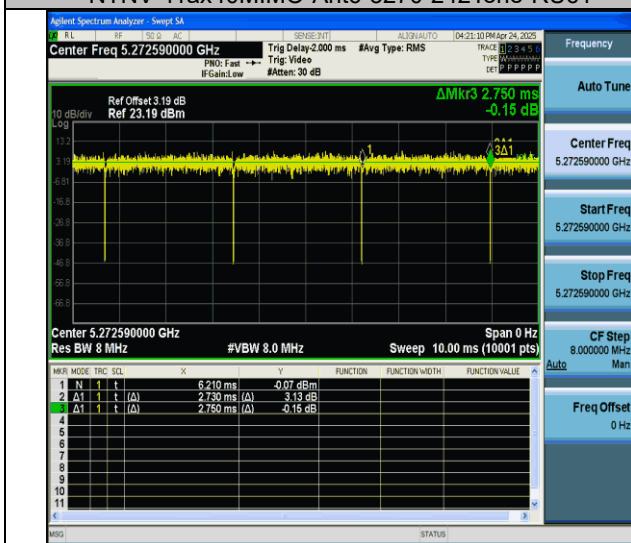 Agilent Spectrum Analyzer - Swept SA
RL RF 50 Ω AC SENSE:INT ALIGNAUTO 04:21:10 PM Apr 24, 2025
Center Freq 5.272590000 GHz
PNO: Fast
IFGain:Low
Trig Delay-2.000 ms
Trig: Video
#Atten: 30 dB
#Avg Type: RMS
TRACE 1 2 3 4 5 6
TYPE
DET P P P P P P
Ref Offset 3.19 dB
10 dB/div Ref 23.19 dBm
Log
ΔMkr3 2.750 ms
-0.15 dB
13.2
3.19
-6.81
-16.8
-26.8
-36.8
-46.8
-56.8
-66.8
1
3Δ1
Center 5.272590000 GHz Span 0 Hz
Res BW 8 MHz #VBW 8.0 MHz Sweep 10.00 ms (10001 pts)
MKR MODE TRC SCL X Y FUNCTION FUNCTION WIDTH FUNCTION VALUE
1 N 1 t 6.210 ms -0.07 dBm
2 Δ1 1 t (Δ) 2.730 ms (Δ) 3.13 dB
3 Δ1 1 t (Δ) 2.750 ms (Δ) -0.15 dB
4
5
6
7
8
9
10
11
MSG STATUS
Frequency
Auto Tune
Center Freq
5.272590000 GHz
Start Freq
5.272590000 GHz
Stop Freq
5.272590000 GHz
CF Step
8.000000 MHz
Auto Man
Freq Offset
0 Hz